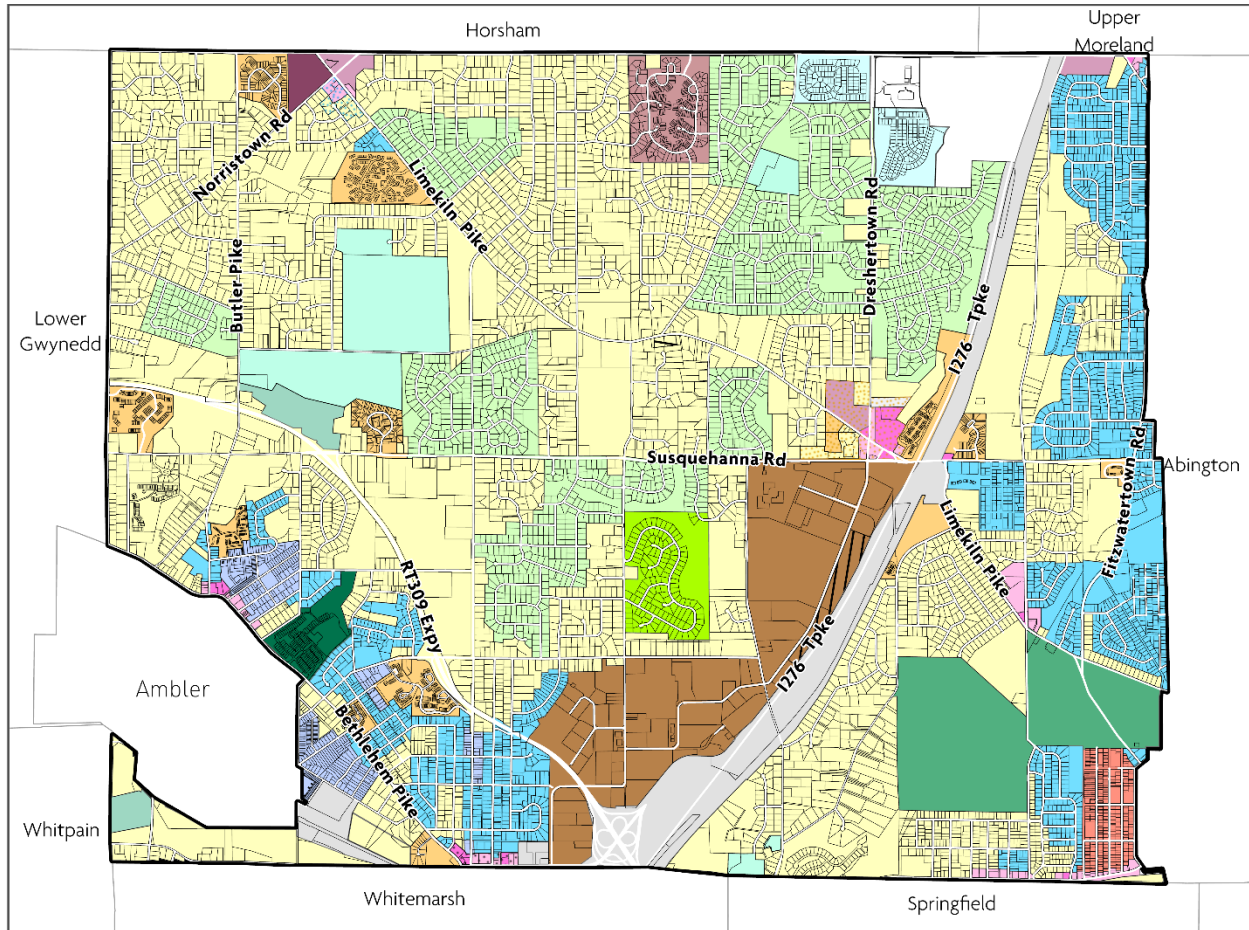 Horsham
Upper
Moreland
Norristown Rd
Limekiln Pike
Butler Pike
Dreshertown Rd
I276 Tpke
Lower
Gwynedd
Susquehanna Rd
Abington
Fitzwatertown Rd
Limekiln Pike
RT309 Expy
I276 Tpke
Ambler
Bethlehem Pike
Whitpain
Whitemarsh
Springfield